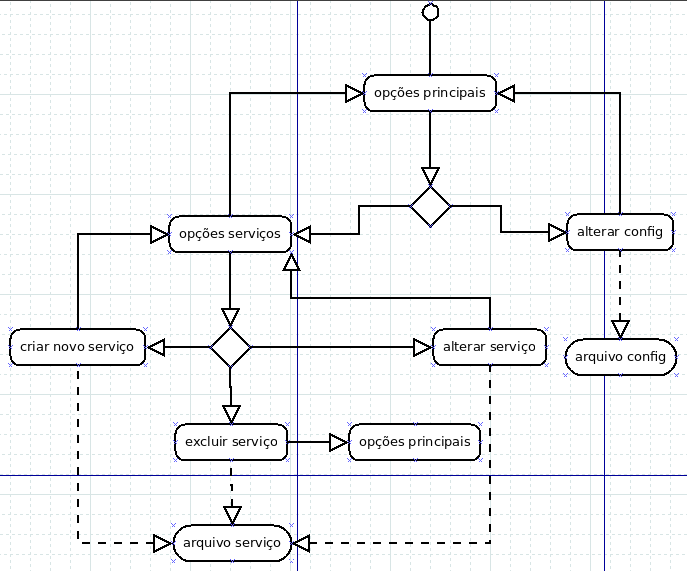 opções principais
opções serviços
alterar config
criar novo serviço
alterar serviço
arquivo config
excluir serviço
opções principais
arquivo serviço